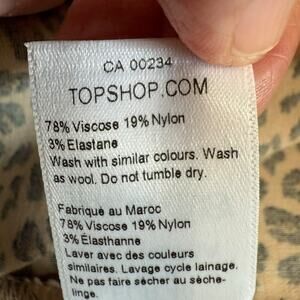 CA 00234
TOPSHOP.COM
78% Viscose 19% Nylon
3% Elastane
Wash with similar colours. Wash
as wool. Do not tumble dry.
Fabriqué au Maroc
78% Viscose 19% Nylon
3% Élasthanne
Laver avec des couleurs
similaires. Lavage cycle lainage.
Ne pas faire sécher au sèche-
linge.